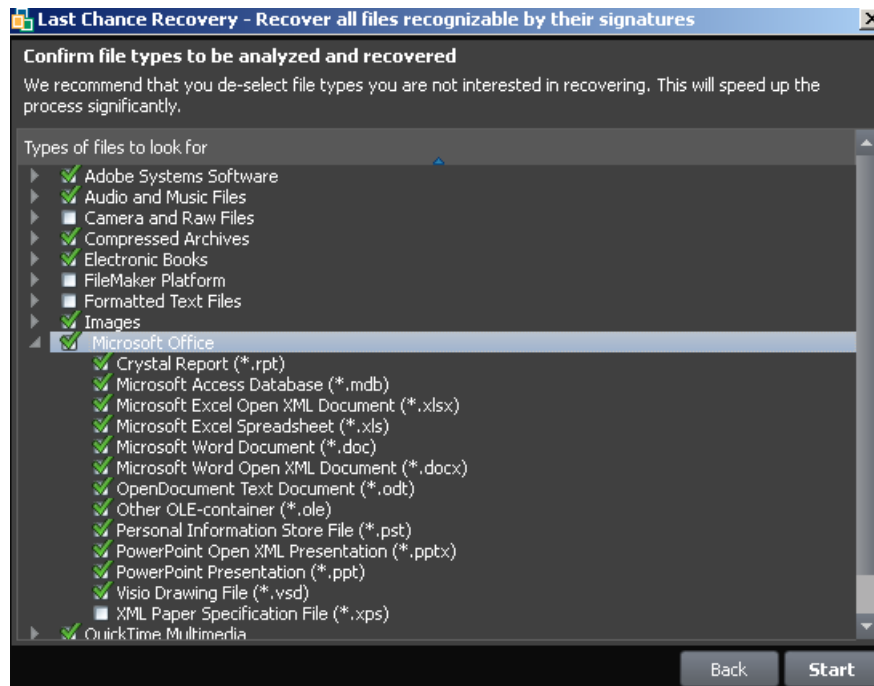 Last Chance Recovery - Recover all files recognizable by their signatures
Confirm file types to be analyzed and recovered
We recommend that you de-select file types you are not interested in recovering. This will speed up the
process significantly.
Types of files to look for
Adobe Systems Software
Audio and Music Files
Camera and Raw Files
Compressed Archives
Electronic Books
FileMaker Platform
Formatted Text Files
Images
Microsoft Office
Crystal Report (*.rpt)
Microsoft Access Database (*.mdb)
Microsoft Excel Open XML Document (*.xlsx)
Microsoft Excel Spreadsheet (*.xls)
Microsoft Word Document (*.doc)
Microsoft Word Open XML Document (*.docx)
OpenDocument Text Document (*.odt)
Other OLE-container (*.ole)
Personal Information Store File (*.pst)
PowerPoint Open XML Presentation (*.pptx)
PowerPoint Presentation (*.ppt)
Visio Drawing File (*.vsd)
XML Paper Specification File (*.xps)
QuickTime Multimedia
Back Start